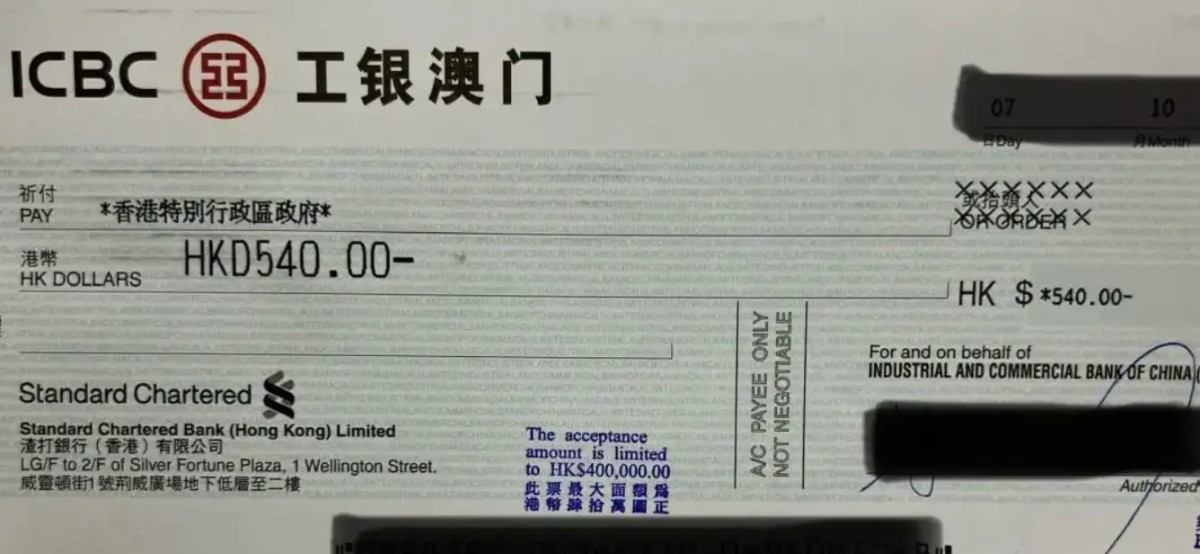 ICBC 工银澳门
07 10
日Day 月Month
祈付
PAY *香港特別行政區政府*
或抬頭人
OR ORDER
港幣
HK DOLLARS HKD540.00-
HK $ *540.00-
A/C PAYEE ONLY
NOT NEGOTIABLE
For and on behalf of
INDUSTRIAL AND COMMERCIAL BANK OF CHINA
Standard Chartered
Standard Chartered Bank (Hong Kong) Limited
渣打銀行（香港）有限公司
LG/F to 2/F of Silver Fortune Plaza, 1 Wellington Street.
威靈頓街1號荊威廣場地下低層至二樓
The acceptance
amount is limited
to HK$400,000.00
此票最大面額為
港幣肆拾萬圓正
Authorized